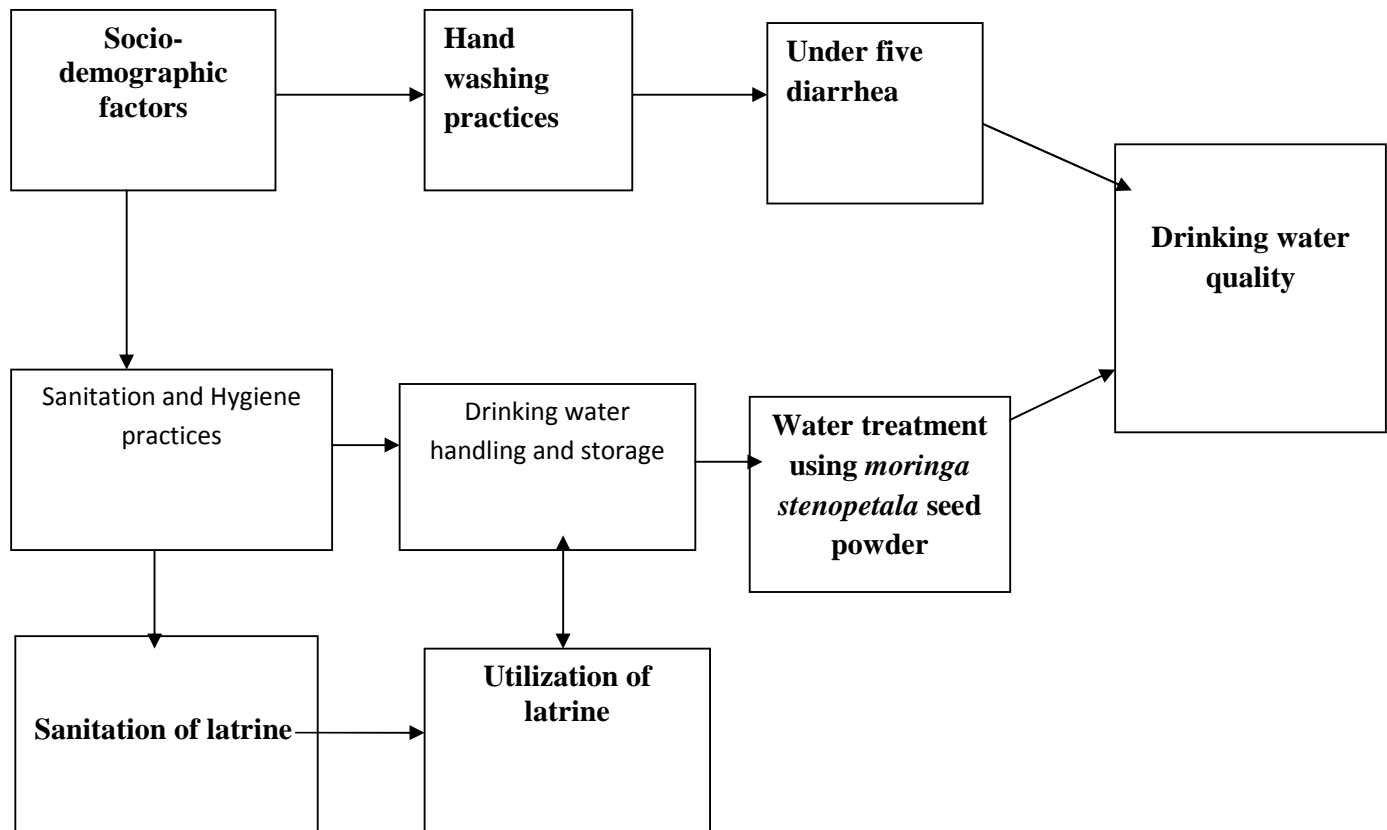 Socio-
demographic
factors
Hand
washing
practices
Under five
diarrhea
Drinking water
quality
Sanitation and Hygiene
practices
Drinking water
handling and storage
Water treatment
using moringa
stenopetala seed
powder
Sanitation of latrine
Utilization of
latrine